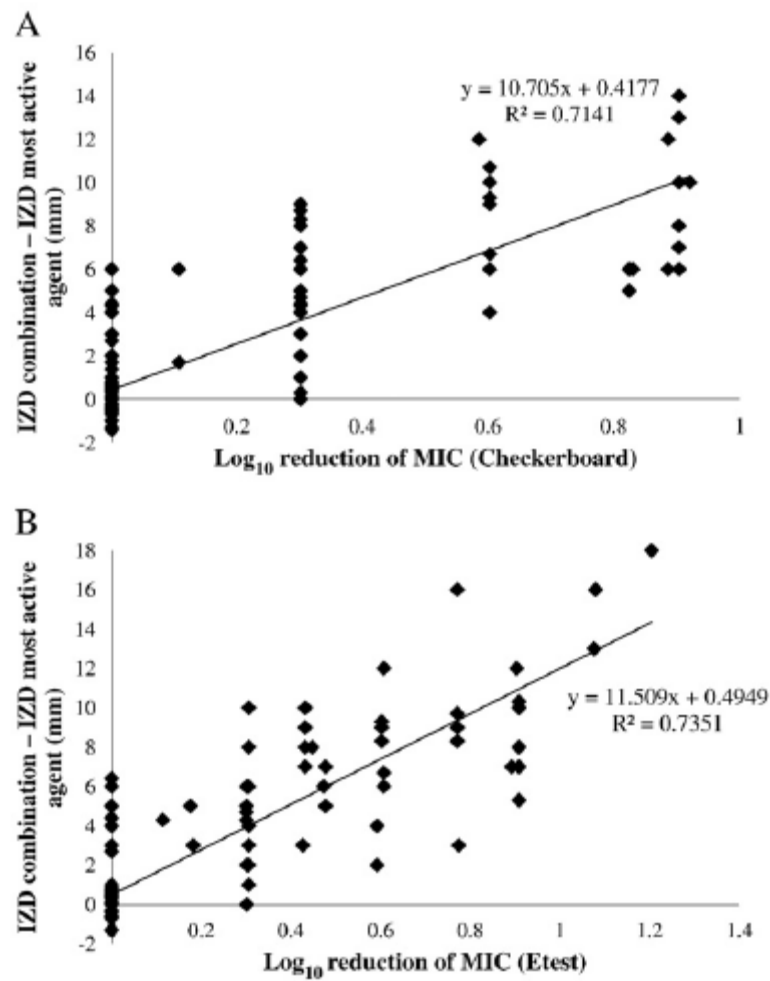 A
16
14
12
10
8
6
4
2
0
-2
IZD combination – IZD most active
agent (mm)
y = 10.705x + 0.4177
R² = 0.7141
0.2 0.4 0.6 0.8 1
Log₁₀ reduction of MIC (Checkerboard)
B
18
16
14
12
10
8
6
4
2
0
-2
IZD combination – IZD most active
agent (mm)
y = 11.509x + 0.4949
R² = 0.7351
0.2 0.4 0.6 0.8 1 1.2 1.4
Log₁₀ reduction of MIC (Etest)